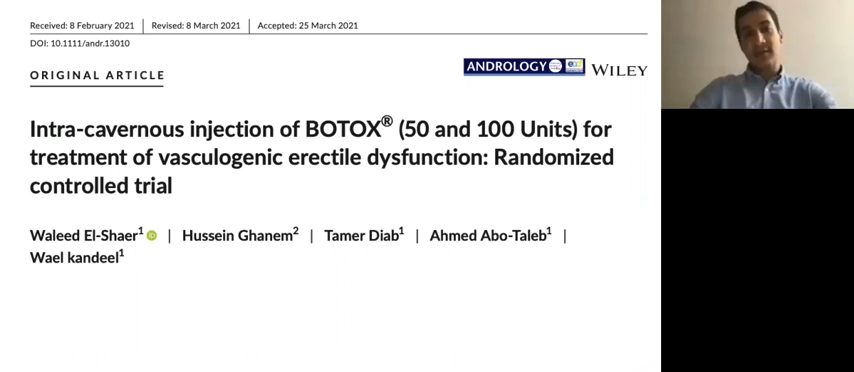 Received: 8 February 2021 | Revised: 8 March 2021 | Accepted: 25 March 2021
DOI: 10.1111/andr.13010
ORIGINAL ARTICLE
ANDROLOGY WILEY
Intra-cavernous injection of BOTOX® (50 and 100 Units) for
treatment of vasculogenic erectile dysfunction: Randomized
controlled trial
Waleed El-Shaer1 | Hussein Ghanem2 | Tamer Diab1 | Ahmed Abo-Taleb1 |
Wael kandeel1